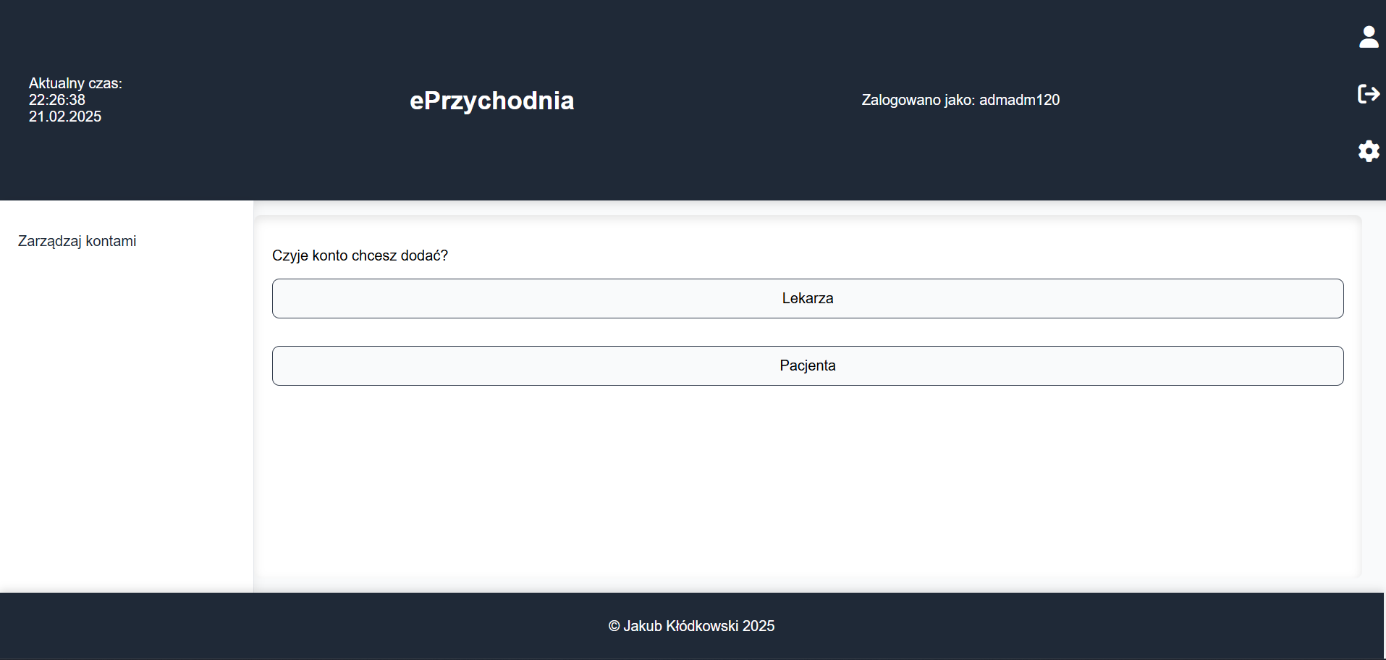 Aktualny czas:
22:26:38
21.02.2025
ePrzychodnia
Zalogowano jako: admadm120
Zarządzaj kontami
Czyje konto chcesz dodać?
Lekarza
Pacjenta
© Jakub Kłódkowski 2025